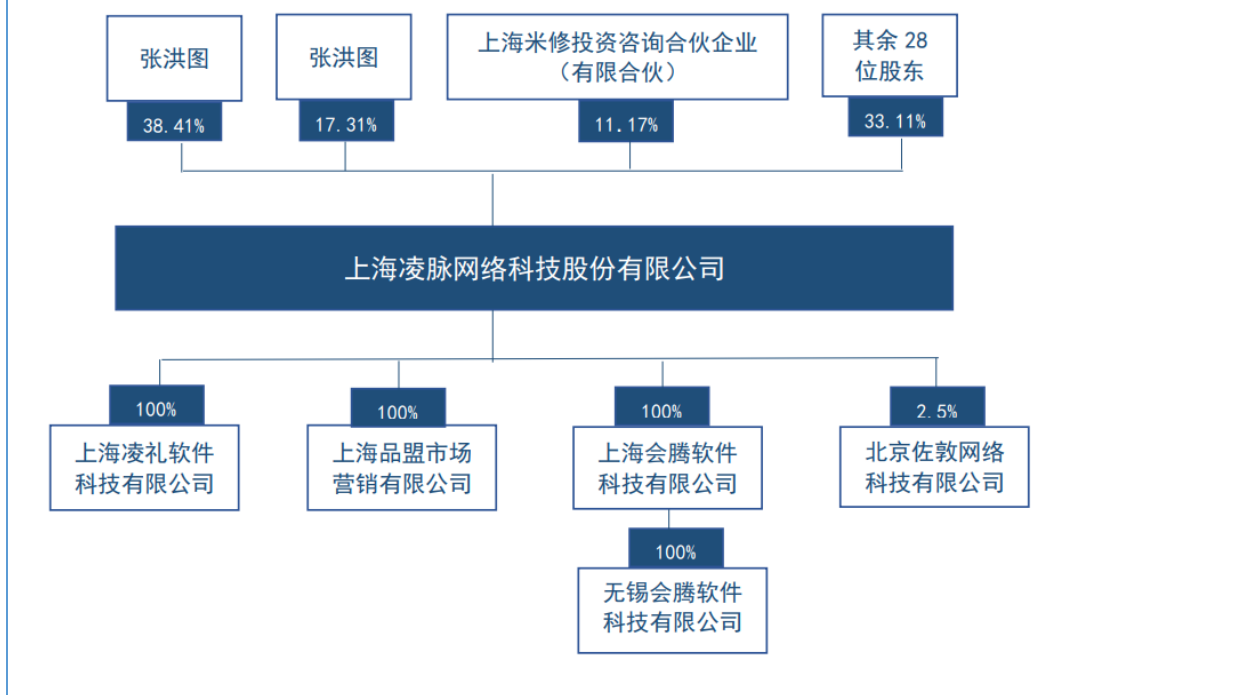 张洪图
张洪图
上海米修投资咨询合伙企业
（有限合伙）
其余 28
位股东
38.41%
17.31%
11.17%
33.11%
上海凌脉网络科技股份有限公司
100%
100%
100%
2.5%
上海凌礼软件
科技有限公司
上海品盟市场
营销有限公司
上海会腾软件
科技有限公司
北京佐敦网络
科技有限公司
100%
无锡会腾软件
科技有限公司